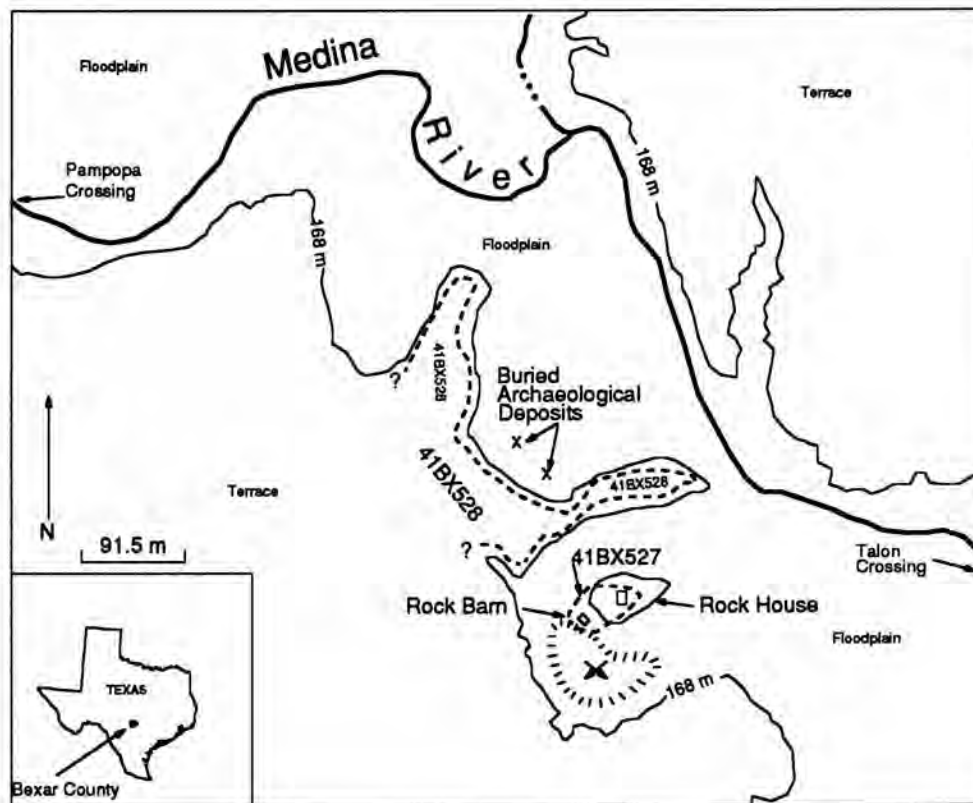 Floodplain
Medina
River
Terrace
Pampopa
Crossing
168 m
168 m
Floodplain
?
41BX528
Buried
Archaeological
Deposits
X
X
41BX528
41BX528
Terrace
N
91.5 m
?
41BX527
Talon
Crossing
Rock Barn
Rock House
Floodplain
168 m
TEXAS
Bexar County